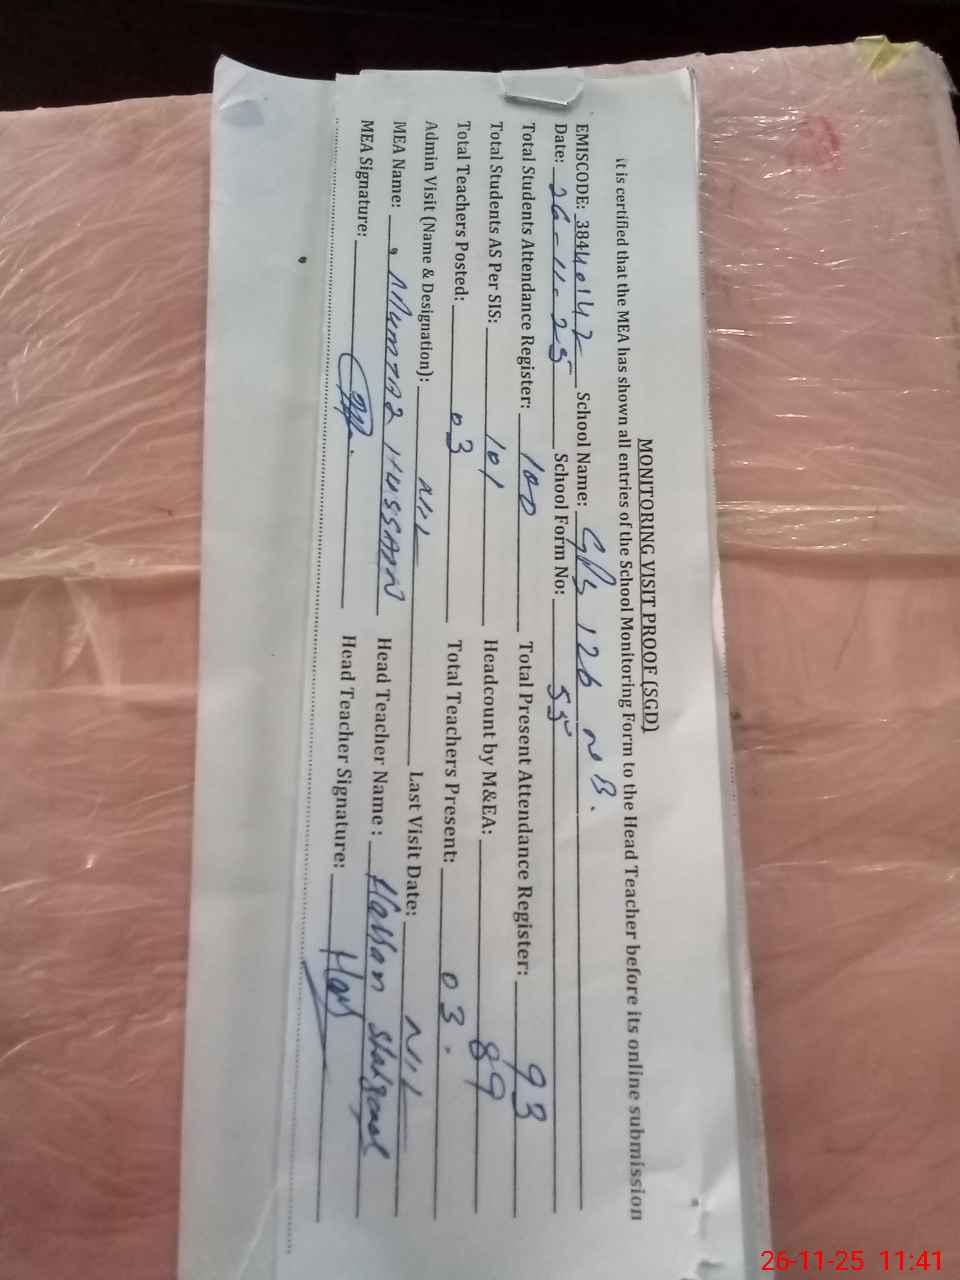 MONITORING VISIT PROOF (SGD)
it is certified that the MEA has shown all entries of the School Monitoring Form to the Head Teacher before its online submission
EMISCODE: 38440142 School Name: GPS 126 NB.
Date: 26-11-25 School Form No: 55
Total Students Attendance Register: 100 Total Present Attendance Register: 93
Total Students AS Per SIS: 101 Headcount by M&EA: 89
Total Teachers Posted: 03 Total Teachers Present: 03.
Admin Visit (Name & Designation): NIL Last Visit Date: NIL
MEA Name: MUMTAZ HUSSAIN Head Teacher Name: Hassan
MEA Signature: Head Teacher Signature:
26-11-25 11:41